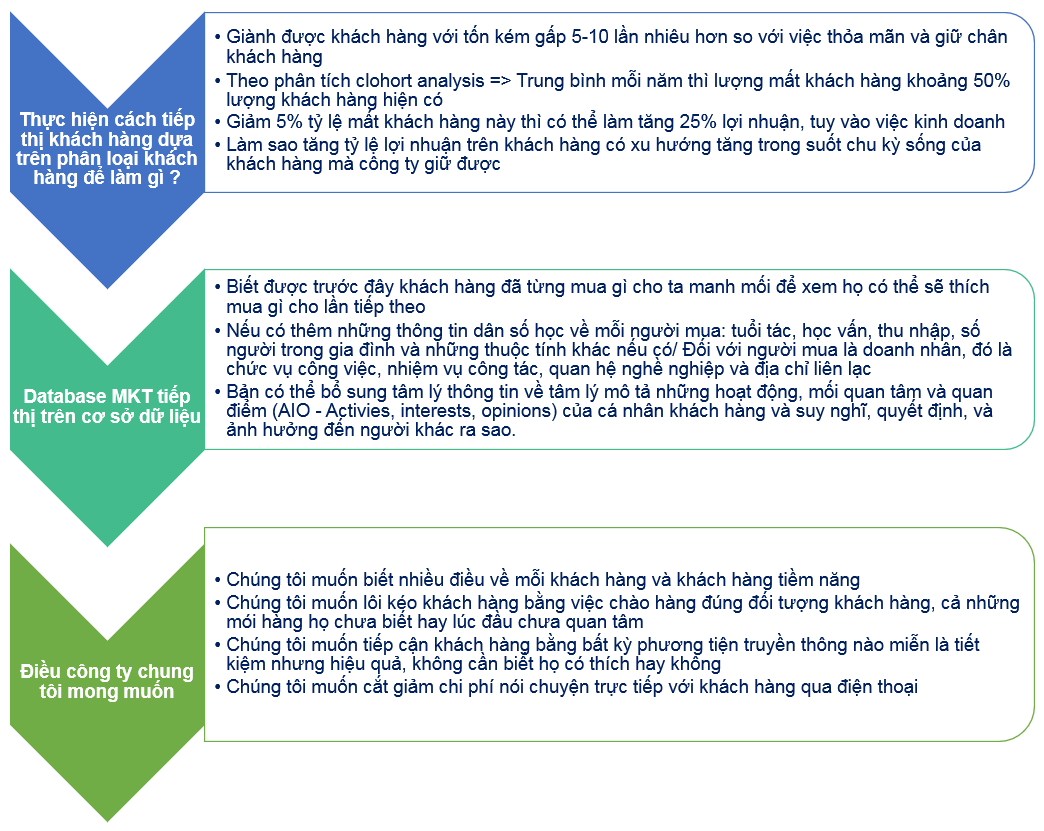 Thực hiện cách tiếp
thị khách hàng dựa
trên phân loại khách
hàng để làm gì ?
• Giành được khách hàng với tốn kém gấp 5-10 lần nhiêu hơn so với việc thỏa mãn và giữ chân
khách hàng
• Theo phân tích clohort analysis => Trung bình mỗi năm thì lượng mất khách hàng khoảng 50%
lượng khách hàng hiện có
• Giảm 5% tỷ lệ mất khách hàng này thì có thể làm tăng 25% lợi nhuận, tuy vào việc kinh doanh
• Làm sao tăng tỷ lệ lợi nhuận trên khách hàng có xu hướng tăng trong suốt chu kỳ sống của
khách hàng mà công ty giữ được
Database MKT tiếp
thị trên cơ sở dữ liệu
• Biết được trước đây khách hàng đã từng mua gì cho ta manh mối để xem họ có thể sẽ thích
mua gì cho lần tiếp theo
• Nếu có thêm những thông tin dân số học về mỗi người mua: tuổi tác, học vấn, thu nhập, số
người trong gia đình và những thuộc tính khác nếu có/ Đối với người mua là doanh nhân, đó là
chức vụ công việc, nhiệm vụ công tác, quan hệ nghề nghiệp và địa chỉ liên lạc
• Bản có thể bổ sung tâm lý thông tin về tâm lý mô tả những hoạt động, mối quan tâm và quan
điểm (AIO - Activies, interests, opinions) của cá nhân khách hàng và suy nghĩ, quyết định, và
ảnh hưởng đến người khác ra sao.
Điều công ty chung
tôi mong muốn
• Chúng tôi muốn biết nhiều điều về mỗi khách hàng và khách hàng tiềm năng
• Chúng tôi muốn lôi kéo khách hàng bằng việc chào hàng đúng đối tượng khách hàng, cả những
mói hàng họ chưa biết hay lúc đầu chưa quan tâm
• Chúng tôi muốn tiếp cận khách hàng bằng bất kỳ phương tiện truyền thông nào miễn là tiết
kiệm nhưng hiệu quả, không cần biết họ có thích hay không
• Chúng tôi muốn cắt giảm chi phí nói chuyện trực tiếp với khách hàng qua điện thoại